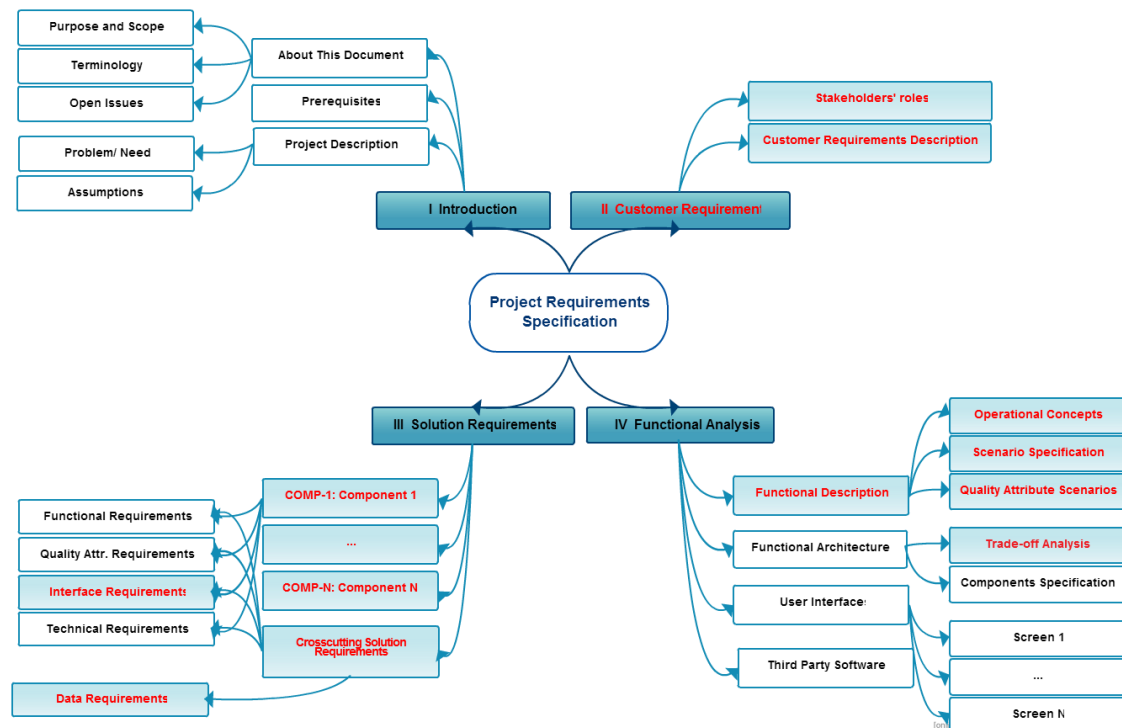 Purpose and Scope
Terminology
Open Issues
About This Document
Prerequisites
Project Description
Problem/ Need
Assumptions
I Introduction
Stakeholders' roles
Customer Requirements Description
II Customer Requirement
Project Requirements
Specification
III Solution Requirements
COMP-1: Component 1
...
COMP-N: Component N
Crosscutting Solution
Requirements
Functional Requirements
Quality Attr. Requirements
Interface Requirements
Technical Requirements
Data Requirements
IV Functional Analysis
Functional Description
Operational Concepts
Scenario Specification
Quality Attribute Scenarios
Functional Architecture
Trade-off Analysis
Components Specification
User Interface
Screen 1
...
Screen N
Third Party Software